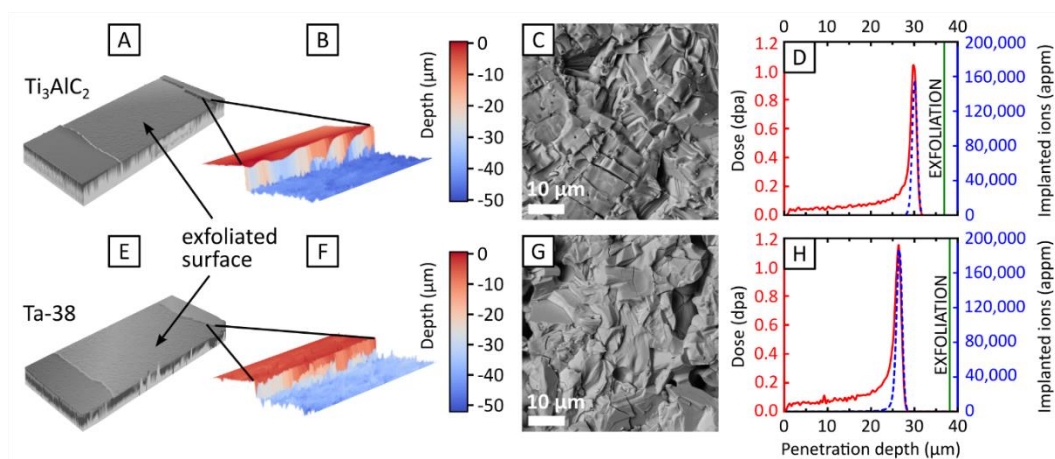 A
B
C
D
Ti₃AlC₂
0
-10
-20
-30
-40
-50
Depth (µm)
10 µm
0 10 20 30 40
1.2
1.0
0.8
0.6
0.4
0.2
0.0
Dose (dpa)
EXFOLIATION
200,000
160,000
120,000
80,000
40,000
0
Implanted ions (appm)
exfoliated
surface
E
F
G
H
Ta-38
0
-10
-20
-30
-40
-50
Depth (µm)
10 µm
1.2
1.0
0.8
0.6
0.4
0.2
0.0
Dose (dpa)
EXFOLIATION
200,000
160,000
120,000
80,000
40,000
0
Implanted ions (appm)
0 10 20 30 40
Penetration depth (µm)